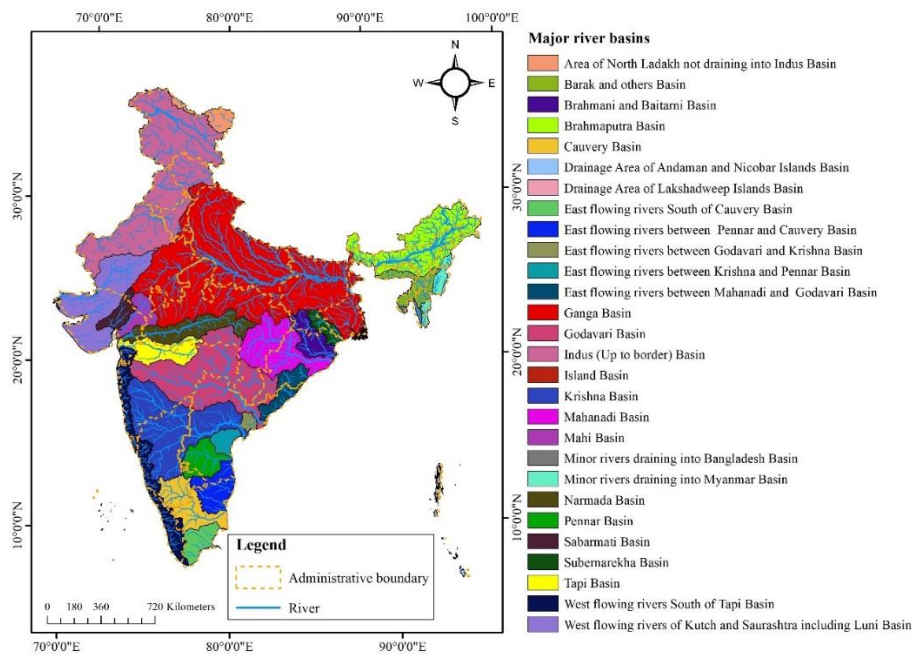 70°0'0"E 80°0'0"E 90°0'0"E 100°0'0"E
N
W E
S
30°0'0"N
20°0'0"N
10°0'0"N
30°0'0"N
20°0'0"N
10°0'0"N
Legend
Administrative boundary
River
0 180 360 720 Kilometers
70°0'0"E 80°0'0"E 90°0'0"E
Major river basins
Area of North Ladakh not draining into Indus Basin
Barak and others Basin
Brahmani and Baitarni Basin
Brahmaputra Basin
Cauvery Basin
Drainage Area of Andaman and Nicobar Islands Basin
Drainage Area of Lakshadweep Islands Basin
East flowing rivers South of Cauvery Basin
East flowing rivers between Pennar and Cauvery Basin
East flowing rivers between Godavari and Krishna Basin
East flowing rivers between Krishna and Pennar Basin
East flowing rivers between Mahanadi and Godavari Basin
Ganga Basin
Godavari Basin
Indus (Up to border) Basin
Island Basin
Krishna Basin
Mahanadi Basin
Mahi Basin
Minor rivers draining into Bangladesh Basin
Minor rivers draining into Myanmar Basin
Narmada Basin
Pennar Basin
Sabarmati Basin
Subernarekha Basin
Tapi Basin
West flowing rivers South of Tapi Basin
West flowing rivers of Kutch and Saurashtra including Luni Basin